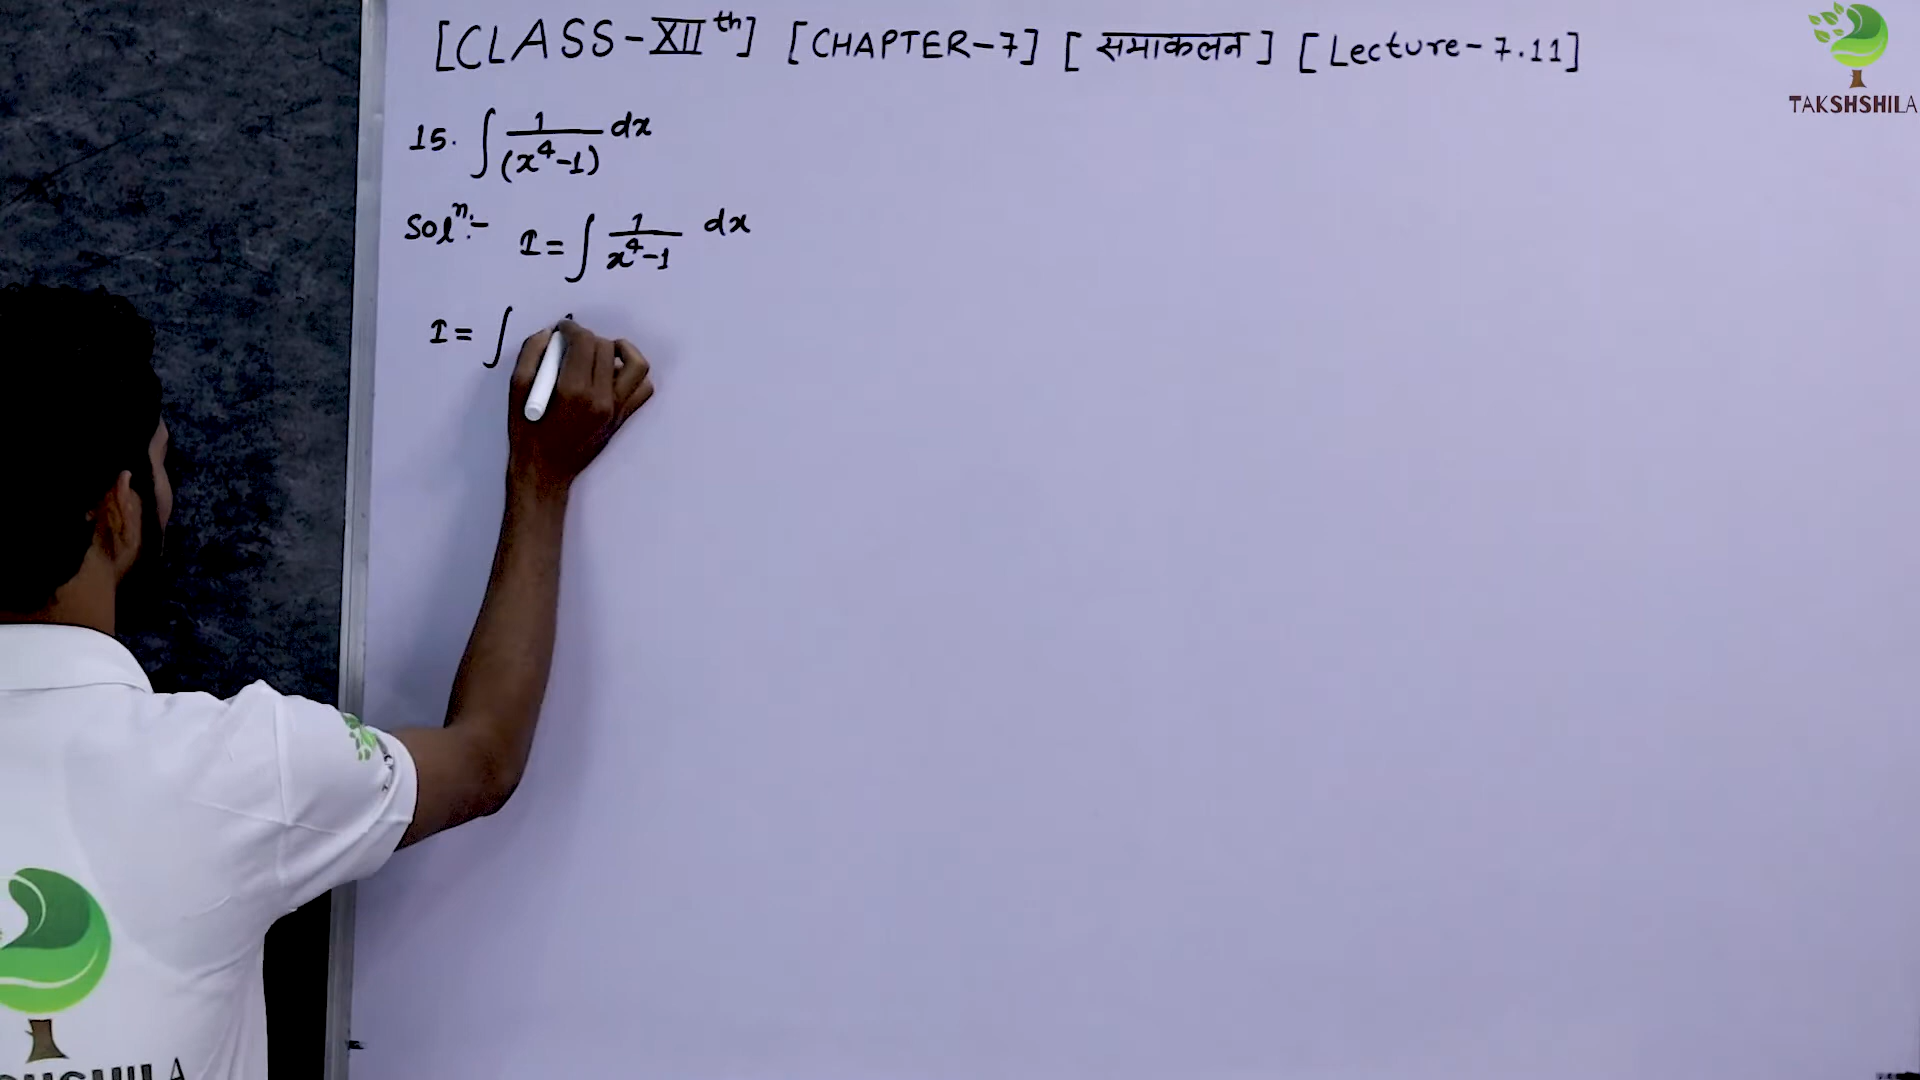 [CLASS-XIIth] [CHAPTER-7] [समाकलन] [Lecture-7.11]
TAKSHSHILA
15. ∫ 1/(x⁴-1) dx
Solⁿ:- I = ∫ 1/(x⁴-1) dx
I = ∫